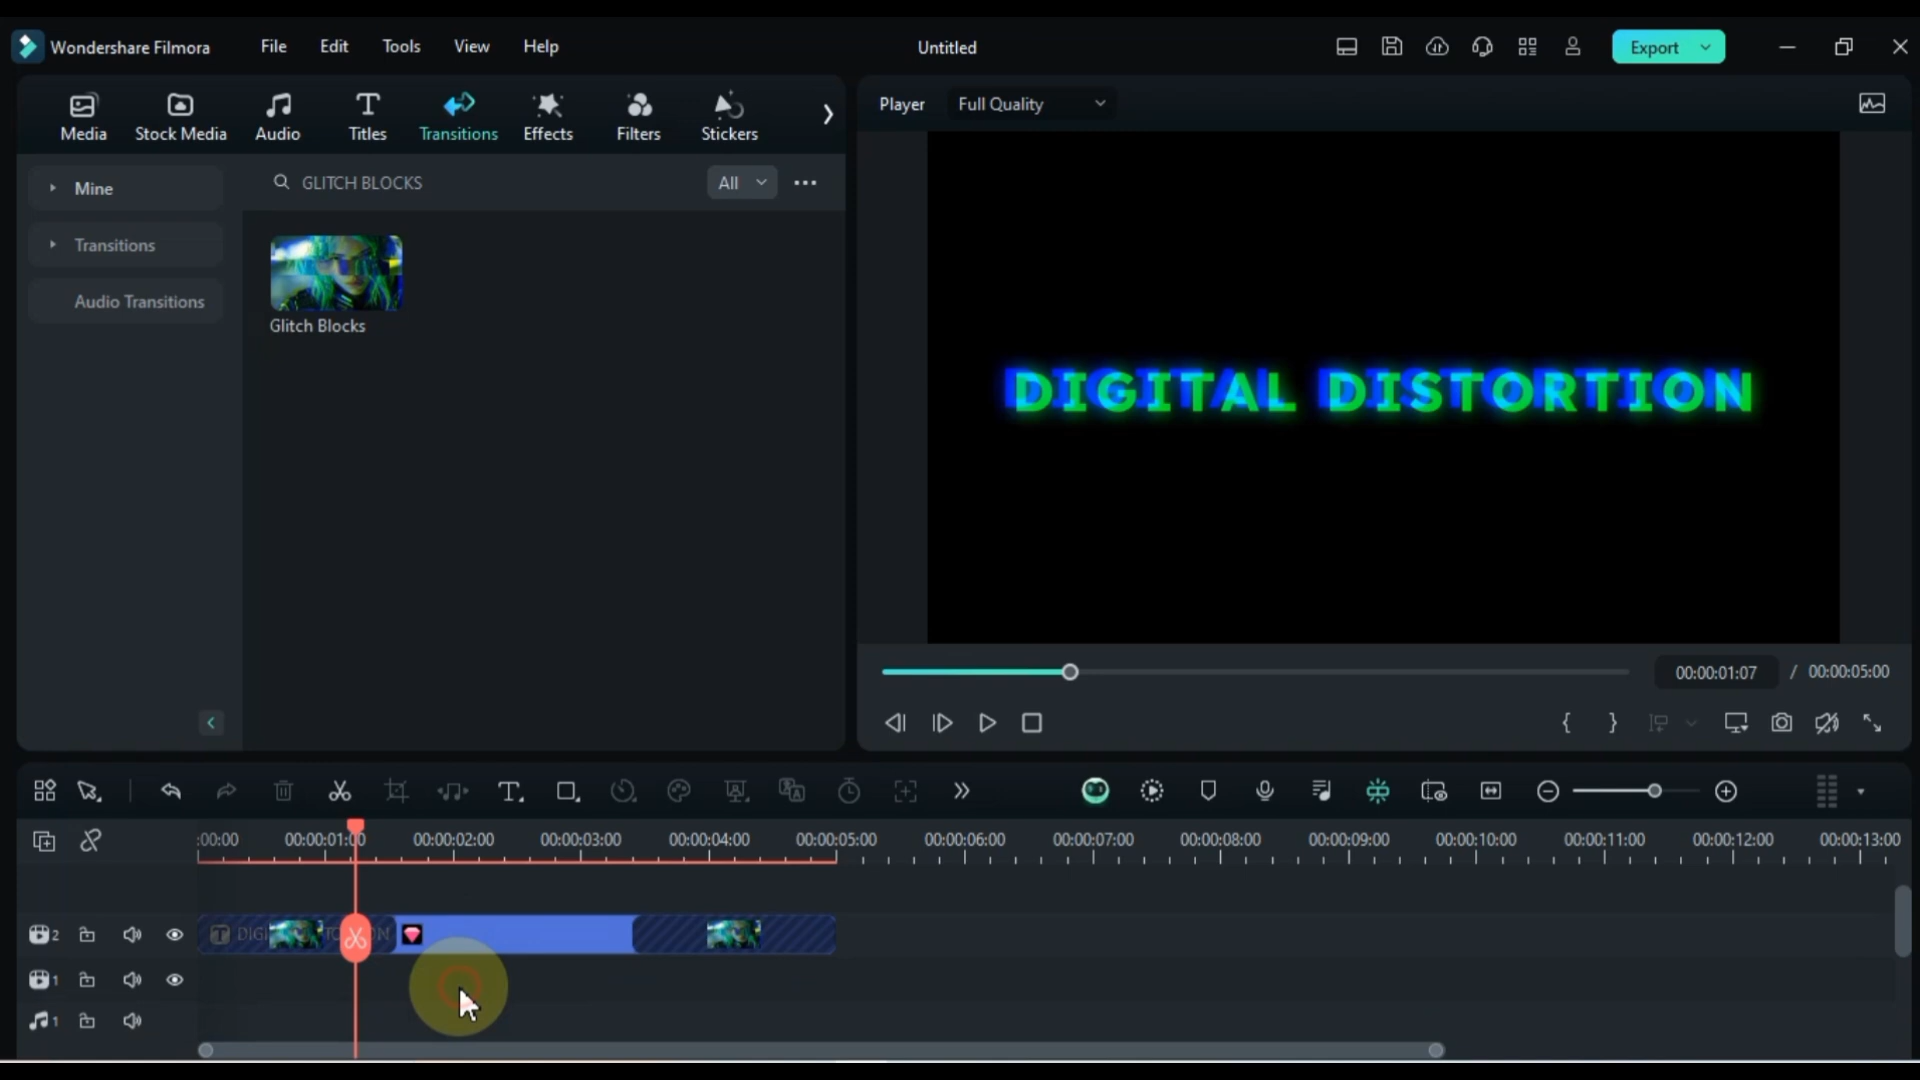 Wondershare Filmora
File
Edit
Tools
View
Help
Untitled
Export
Media
Stock Media
Audio
Titles
Transitions
Effects
Filters
Stickers
Player
Full Quality
Mine
Transitions
Audio Transitions
GLITCH BLOCKS
All
Glitch Blocks
DIGITAL DISTORTION
00:00:01:07 / 00:00:05:00
:00:00
00:00:01:00
00:00:02:00
00:00:03:00
00:00:04:00
00:00:05:00
00:00:06:00
00:00:07:00
00:00:08:00
00:00:09:00
00:00:10:00
00:00:11:00
00:00:12:00
00:00:13:00
2
1
1